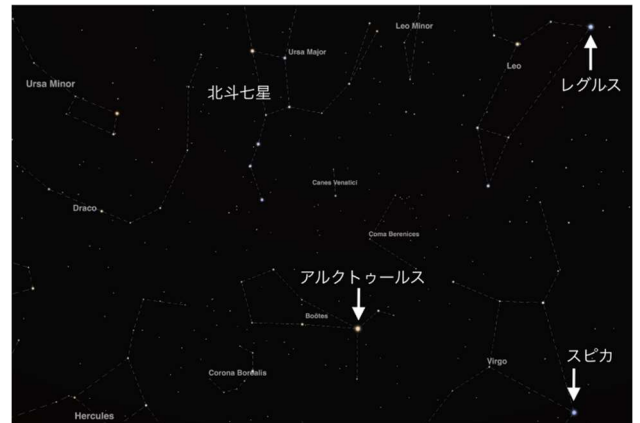 Leo Minor
Ursa Major
Leo
Ursa Minor
北斗七星
レグルス
Canes Venatici
Draco
Coma Berenices
アルクトゥールス
Boötes
スピカ
Virgo
Corona Borealis
Hercules